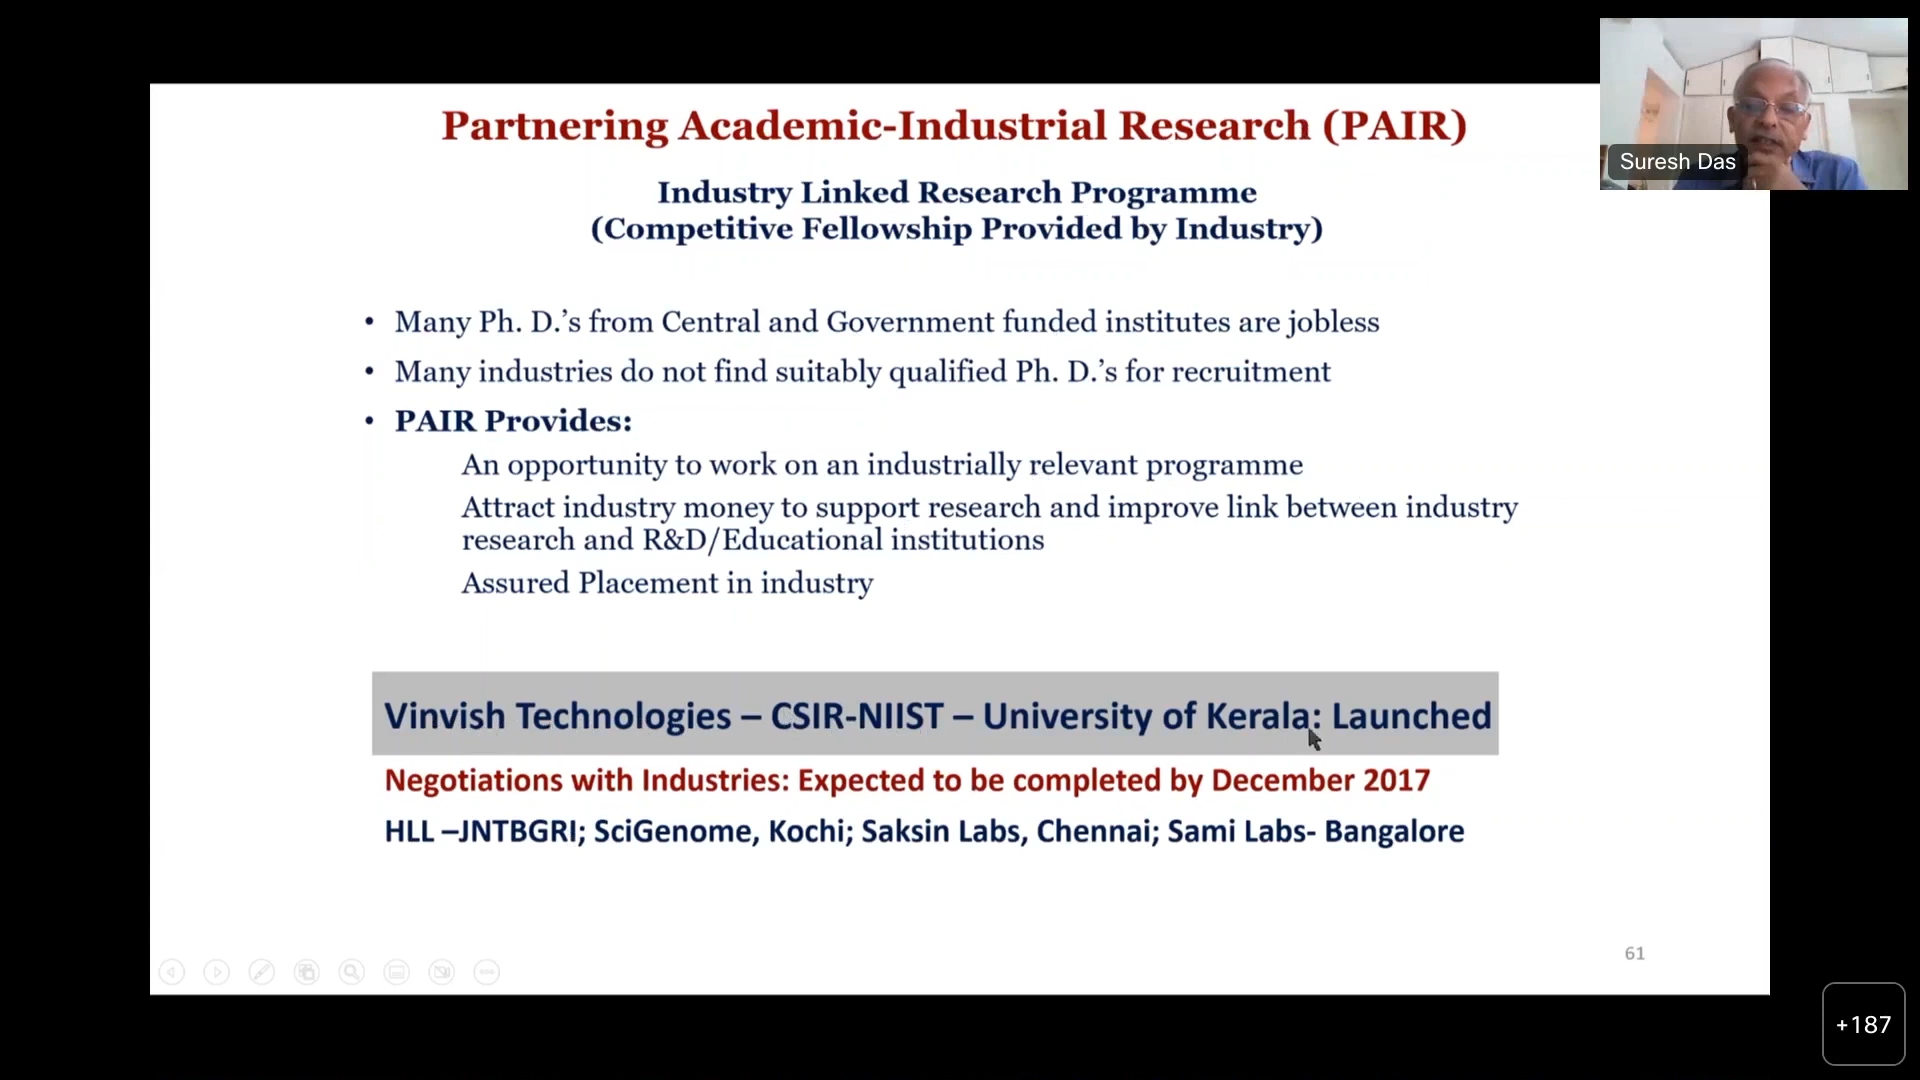 Partnering Academic-Industrial Research (PAIR)
Industry Linked Research Programme
(Competitive Fellowship Provided by Industry)
• Many Ph. D.’s from Central and Government funded institutes are jobless
• Many industries do not find suitably qualified Ph. D.’s for recruitment
• PAIR Provides:
An opportunity to work on an industrially relevant programme
Attract industry money to support research and improve link between industry
research and R&D/Educational institutions
Assured Placement in industry
Vinvish Technologies – CSIR-NIIST – University of Kerala: Launched
Negotiations with Industries: Expected to be completed by December 2017
HLL –JNTBGRI; SciGenome, Kochi; Saksin Labs, Chennai; Sami Labs- Bangalore
61
Suresh Das
+187